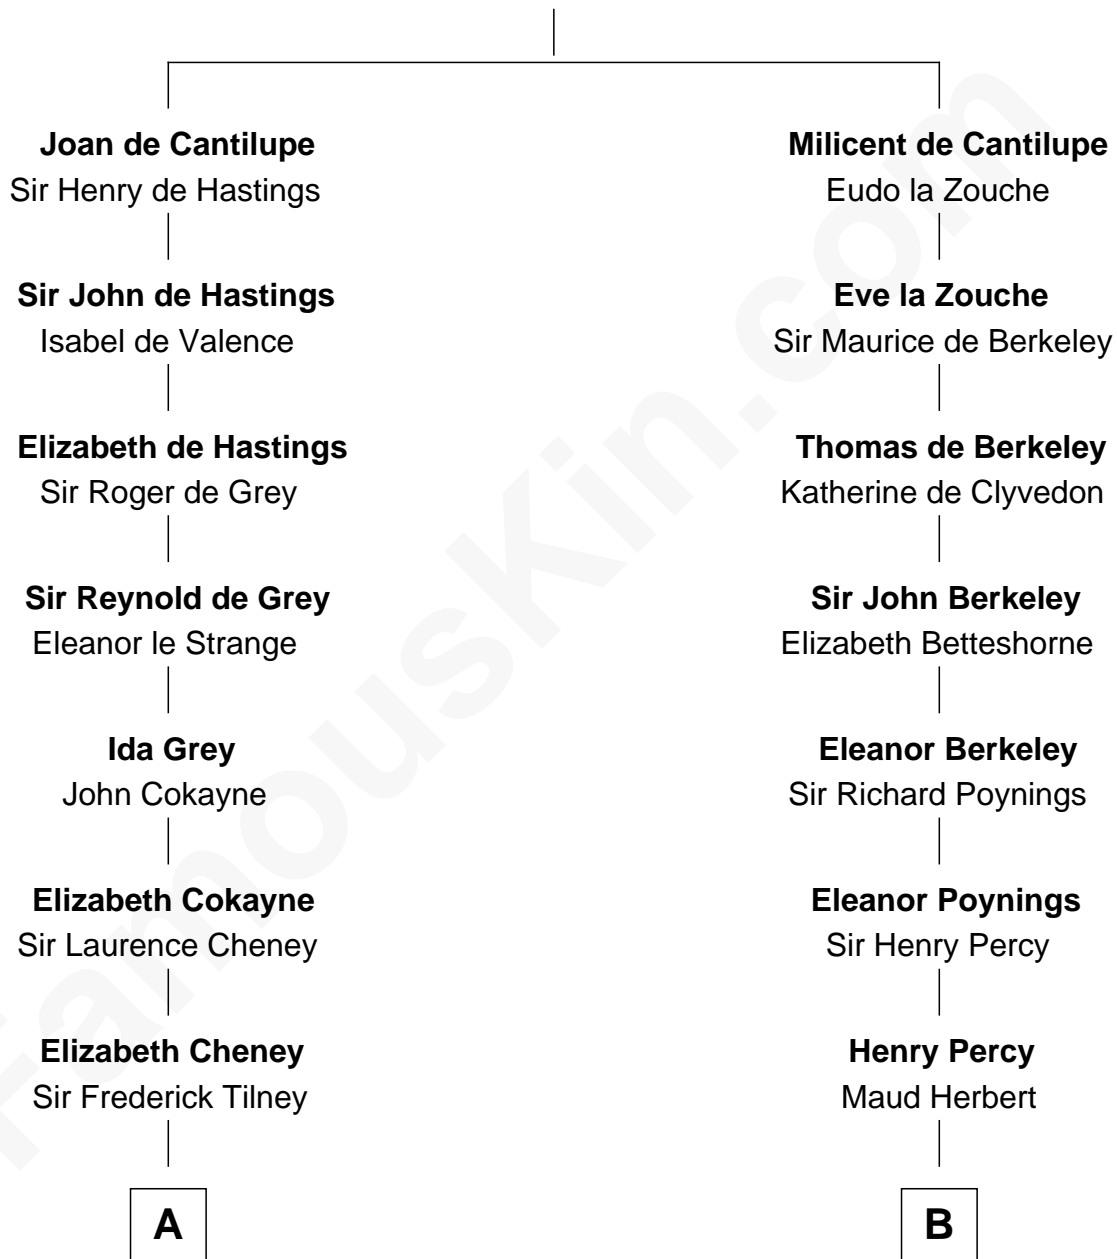 Joan de Cantilupe
Sir Henry de Hastings
Sir John de Hastings
Isabel de Valence
Elizabeth de Hastings
Sir Roger de Grey
Sir Reynold de Grey
Eleanor le Strange
Ida Grey
John Cokayne
Elizabeth Cokayne
Sir Laurence Cheney
Elizabeth Cheney
Sir Frederick Tilney
A
Milicent de Cantilupe
Eudo la Zouche
Eve la Zouche
Sir Maurice de Berkeley
Thomas de Berkeley
Katherine de Clyvedon
Sir John Berkeley
Elizabeth Betteshorne
Eleanor Berkeley
Sir Richard Poynings
Eleanor Poynings
Sir Henry Percy
Henry Percy
Maud Herbert
B
FamousKin.com